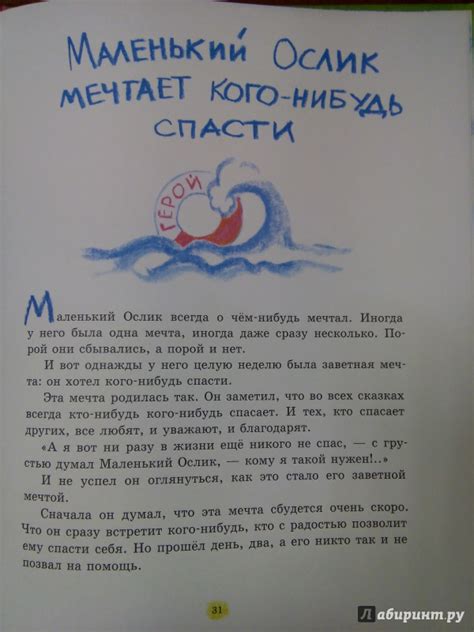 Маленький Ослик
мечтает кого-нибудь
спасти
ГЕРОЙ
Маленький Ослик всегда о чём-нибудь мечтал. Иногда
у него была одна мечта, иногда даже сразу несколько. По-
рой они сбывались, а порой и нет.
И вот однажды у него целую неделю была заветная меч-
та: он хотел кого-нибудь спасти.
Эта мечта родилась так. Он заметил, что во всех сказках
всегда кто-нибудь кого-нибудь спасает. И тех, кто спасает
других, все любят, и уважают, и благодарят.
«А я вот ни разу в жизни ещё никого не спас, — с гру-
стью думал Маленький Ослик, — кому я такой нужен!..»
И не успел он оглянуться, как это стало его заветной
мечтой.
Сначала он думал, что эта мечта сбудется очень скоро.
Что он сразу встретит кого-нибудь, кто с радостью позволит
ему спасти себя. Но прошёл день, два, а его никто так и не
позвал на помощь.
31
Лабиринт.ру